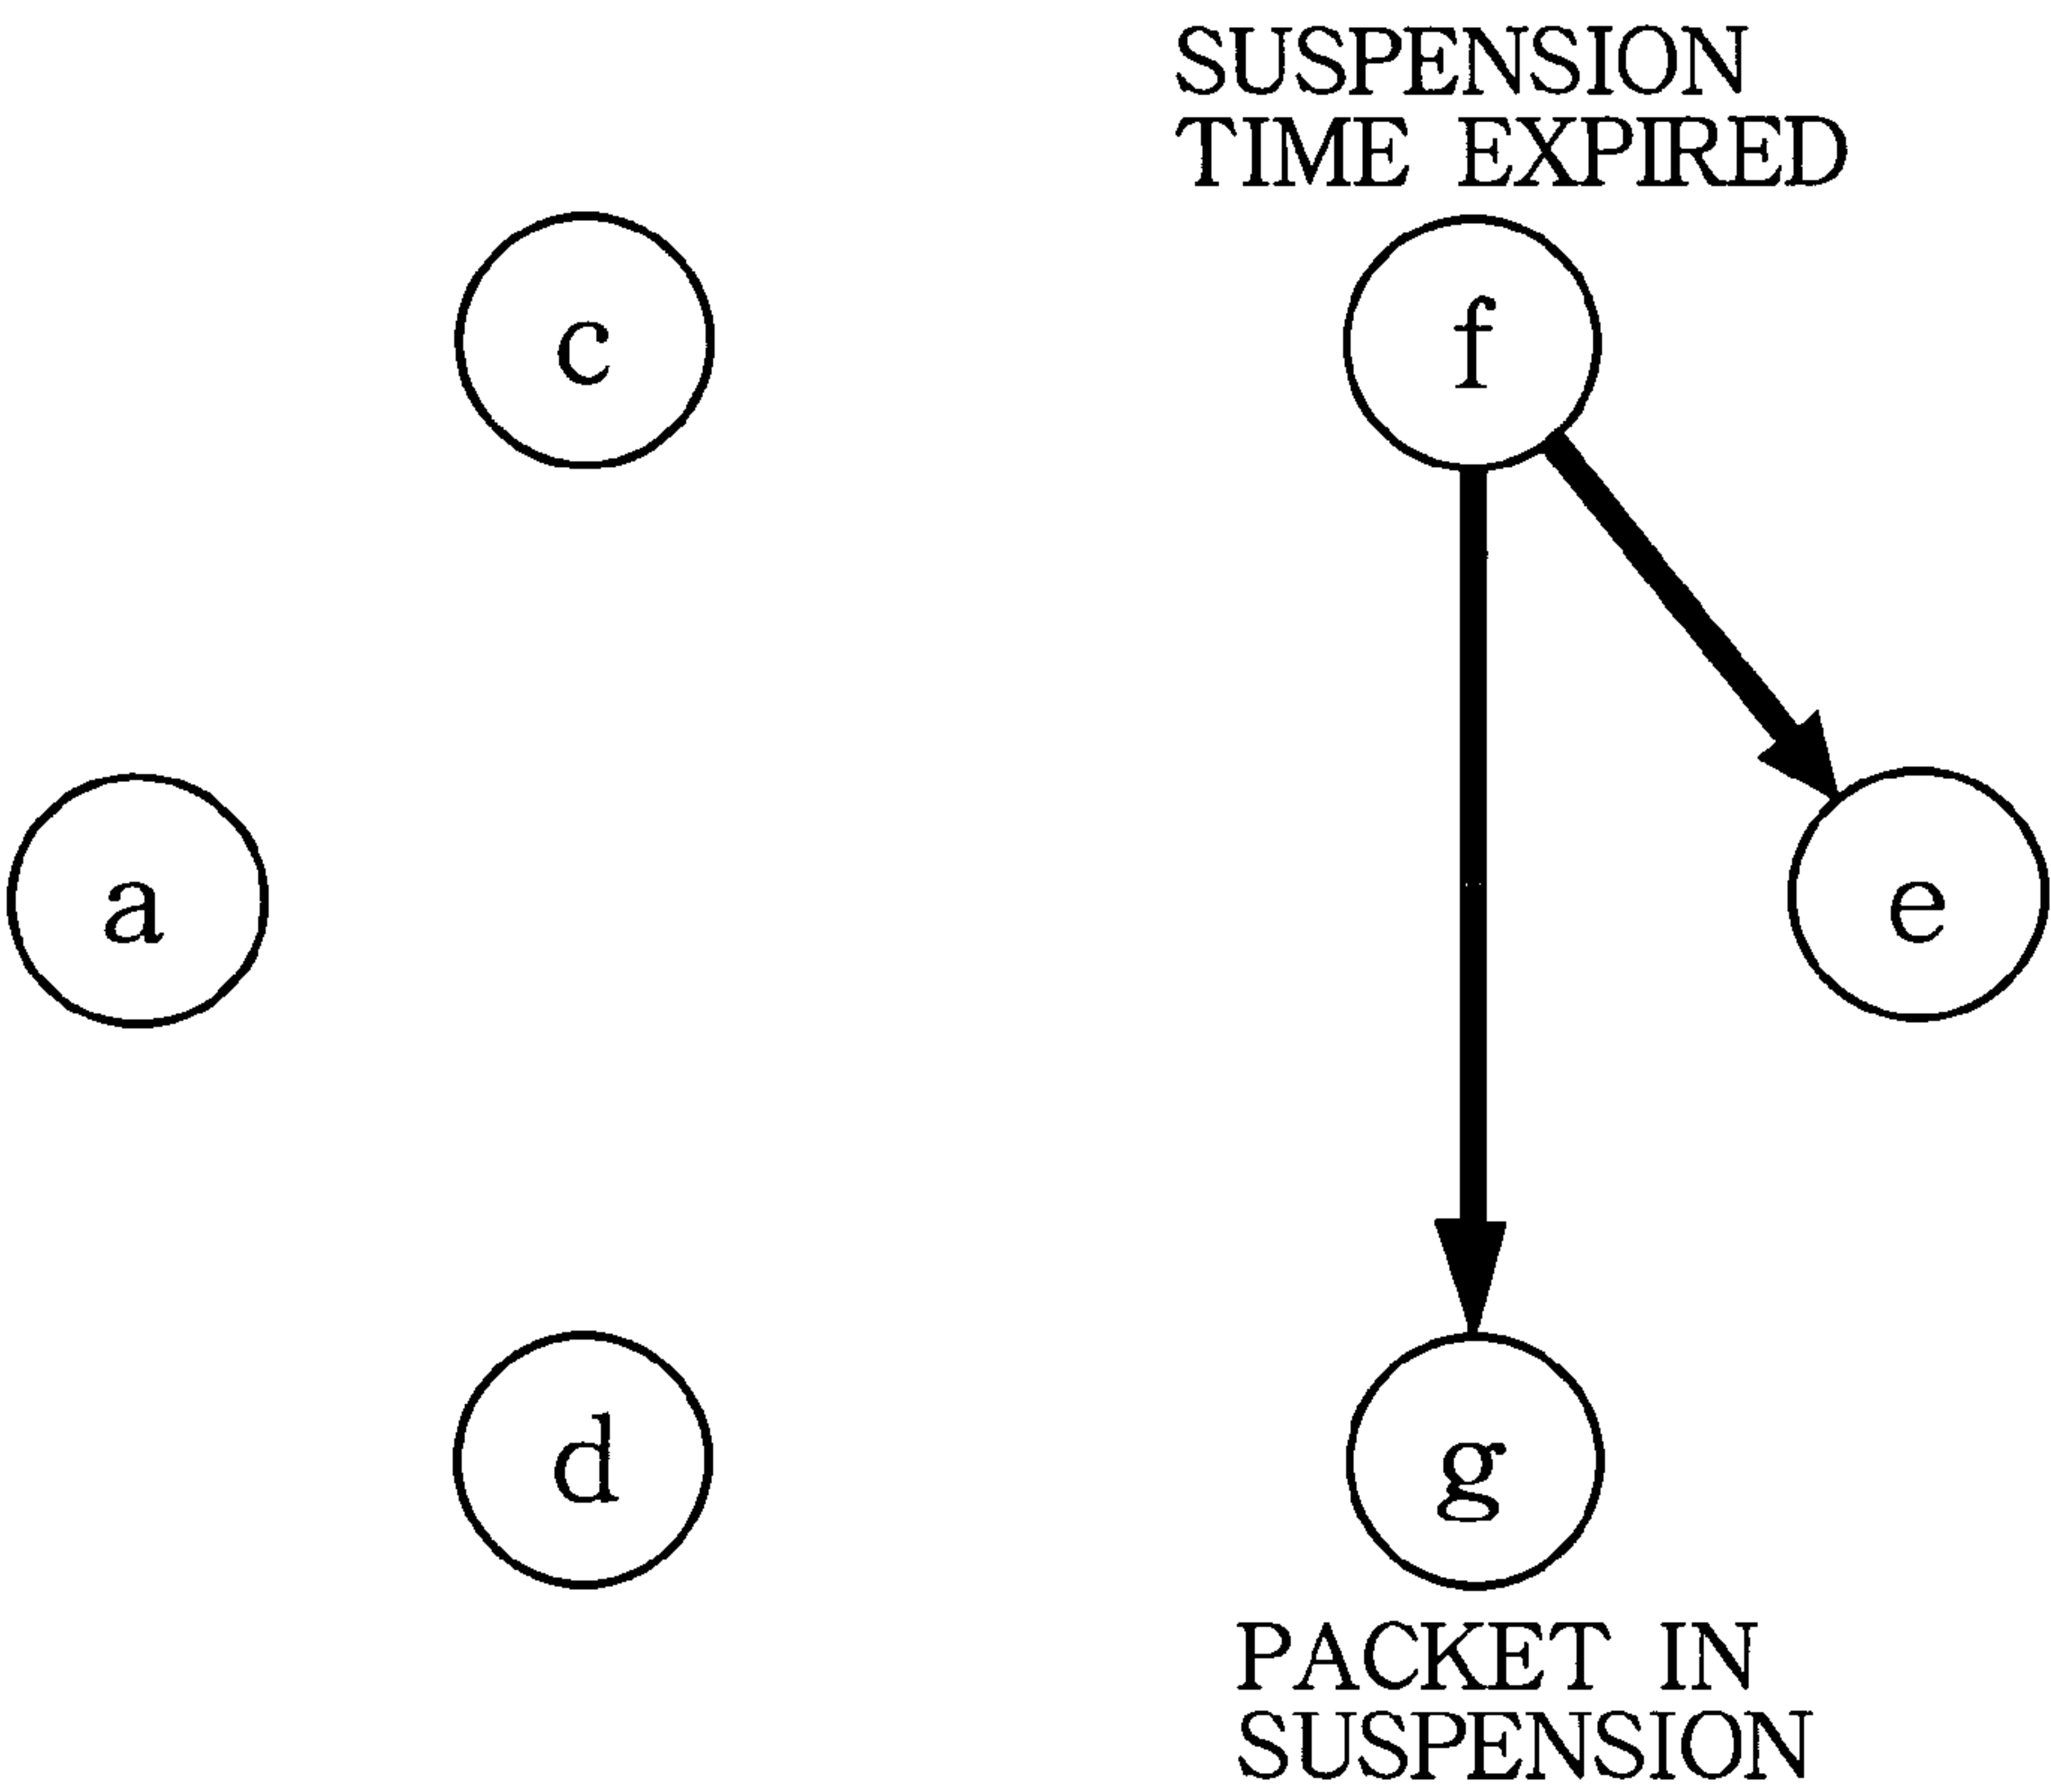 SUSPENSION
TIME EXPIRED
c
f
a
e
d
g
PACKET IN
SUSPENSION